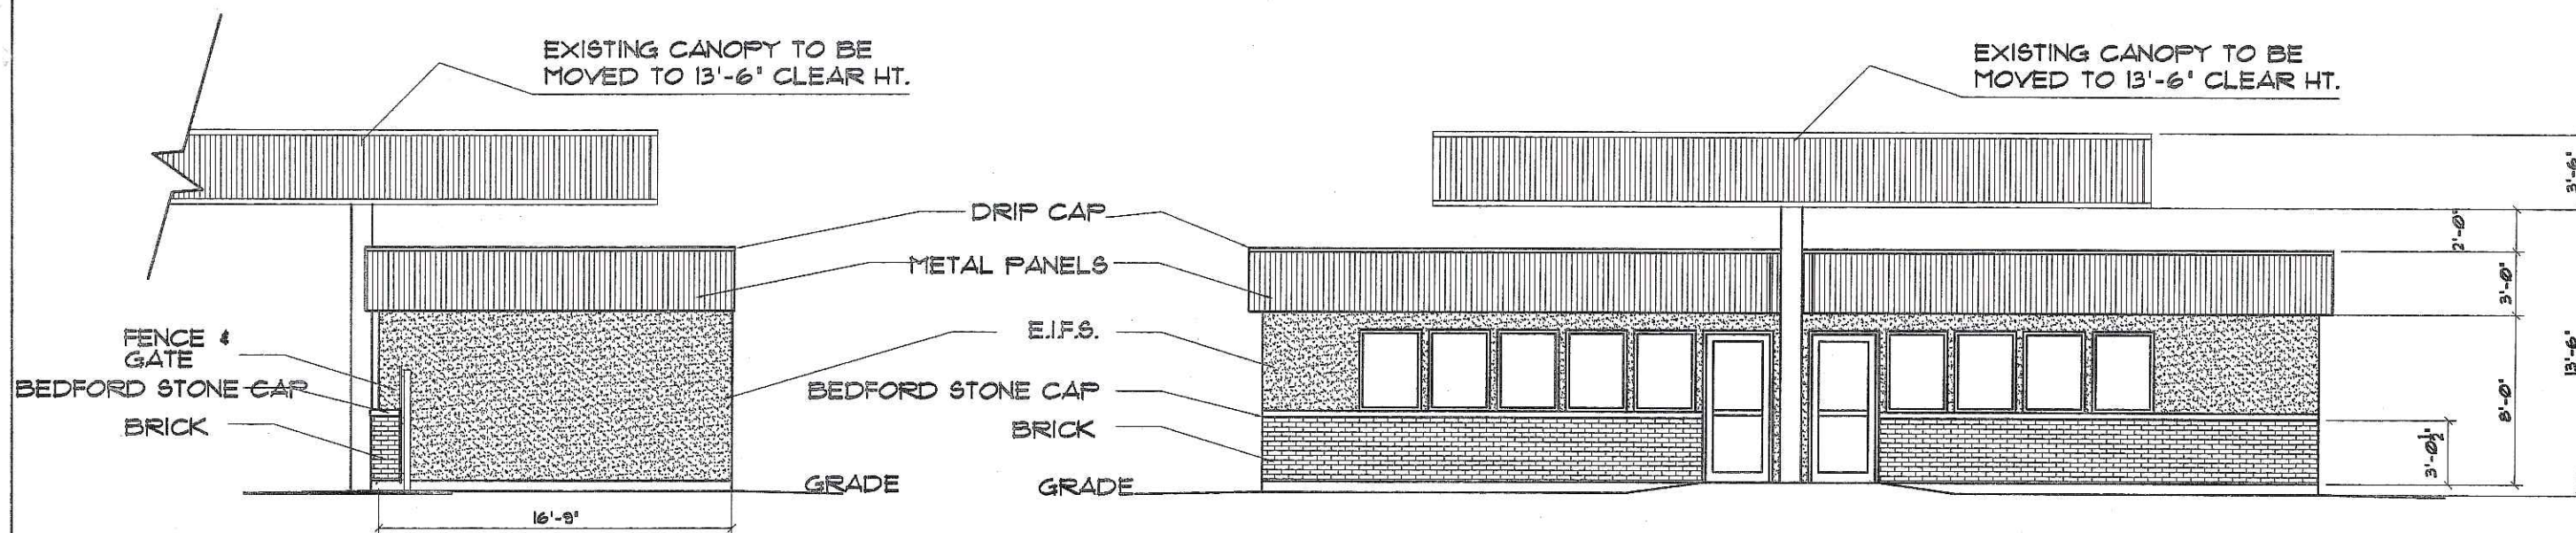 EXISTING CANOPY TO BE
MOVED TO 13'-6" CLEAR HT.
EXISTING CANOPY TO BE
MOVED TO 13'-6" CLEAR HT.
DRIP CAP
METAL PANELS
E.I.F.S.
FENCE &
GATE
BEDFORD STONE CAP
BRICK
BEDFORD STONE CAP
BRICK
GRADE
GRADE
16'-9"
3'-6"
2'-0"
3'-0"
13'-6"
8'-0"
3'-0½"